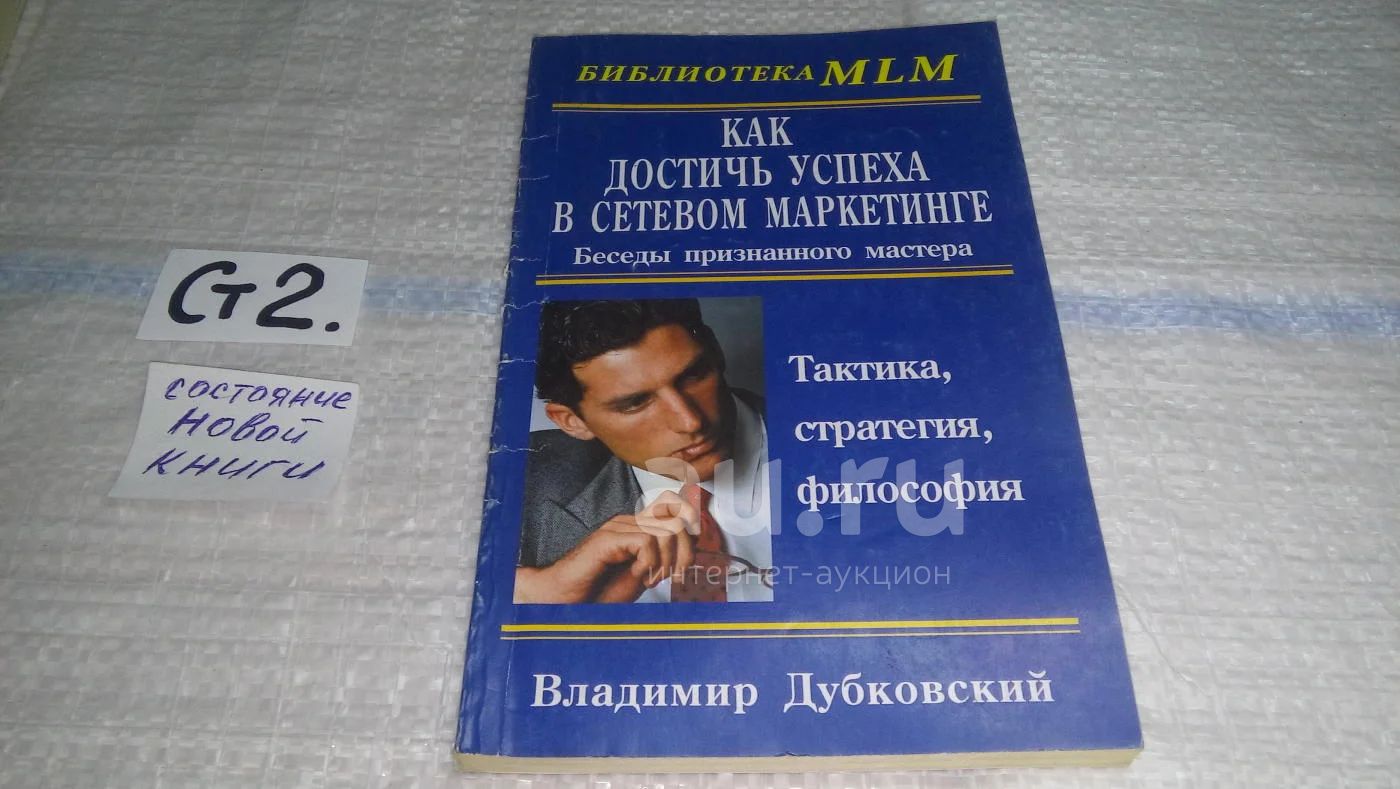 БИБЛИОТЕКА MLM
КАК
ДОСТИЧЬ УСПЕХА
В СЕТЕВОМ МАРКЕТИНГЕ
Беседы признанного мастера
Ст2.
состояние
новой
книги
Тактика,
стратегия,
философия
au.ru
интернет-аукцион
Владимир Дубковский